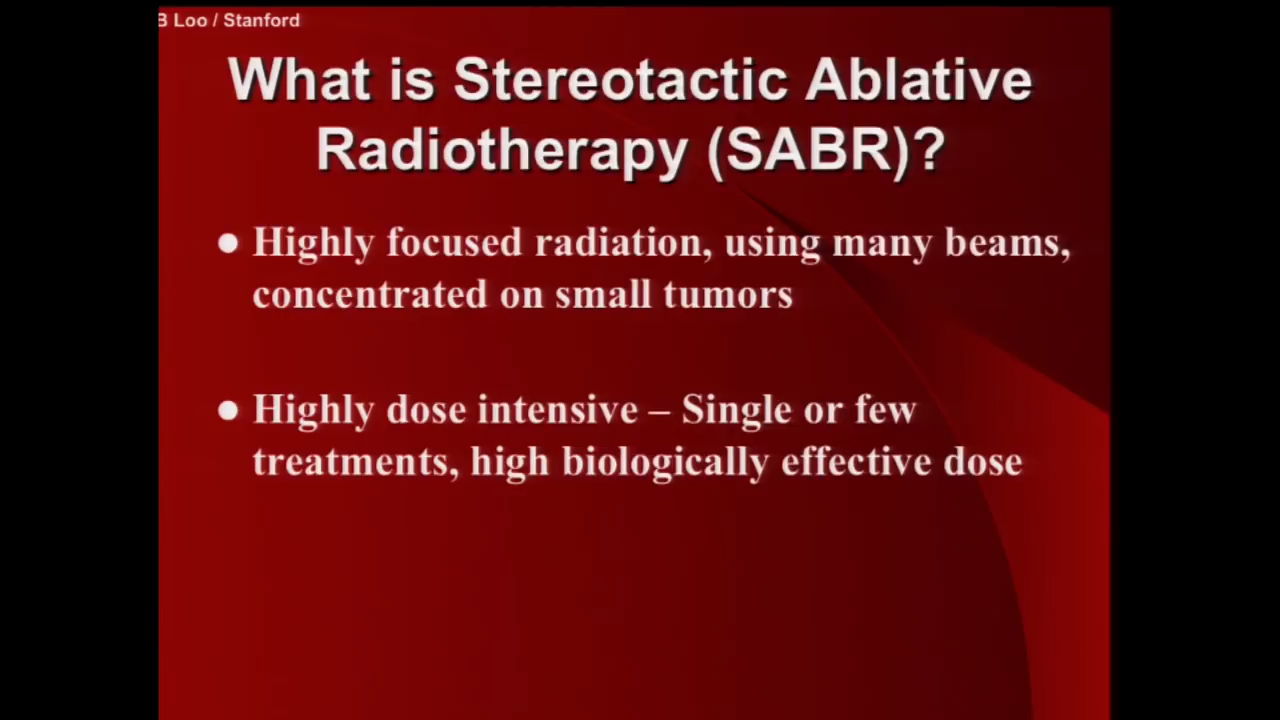 B Loo / Stanford
What is Stereotactic Ablative
Radiotherapy (SABR)?
● Highly focused radiation, using many beams,
concentrated on small tumors
● Highly dose intensive – Single or few
treatments, high biologically effective dose